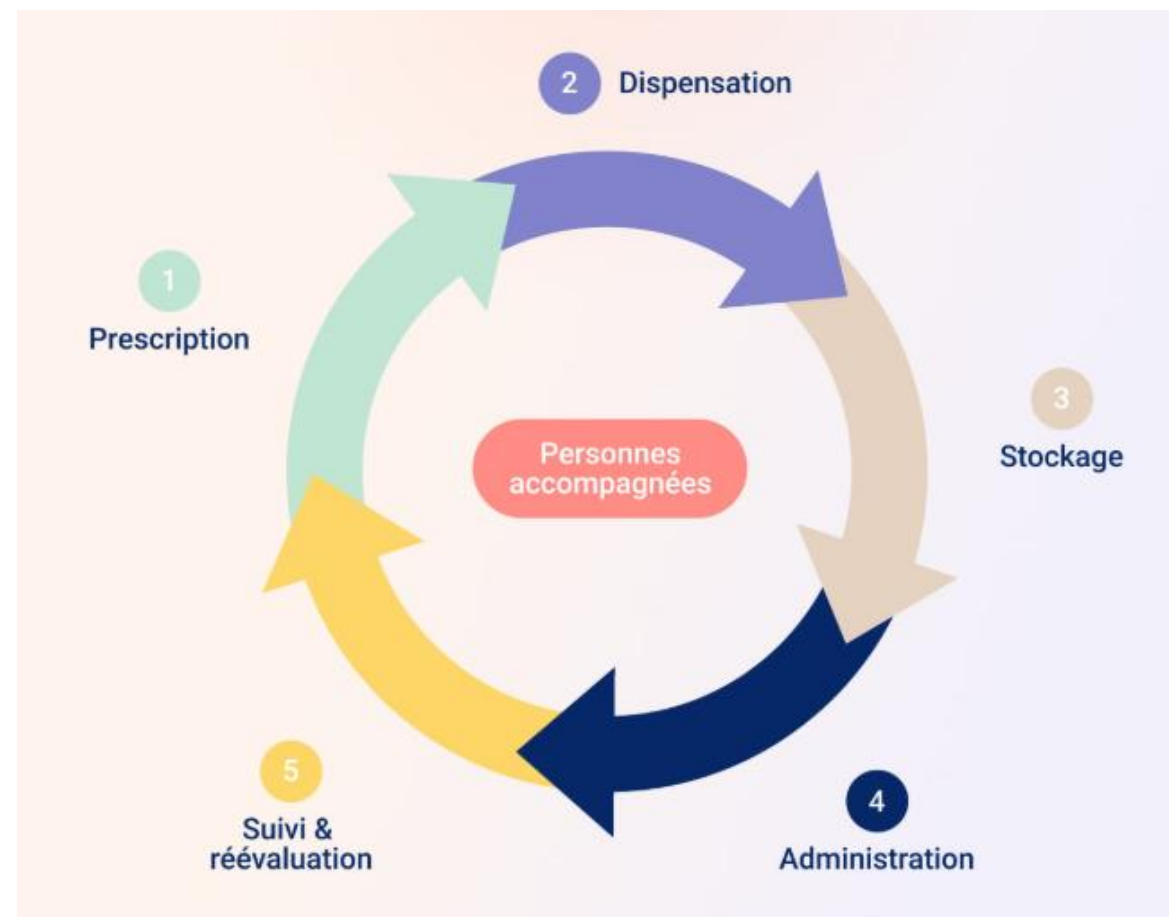 1
Prescription
2 Dispensation
3
Stockage
4
Administration
5
Suivi &
réévaluation
Personnes
accompagnées